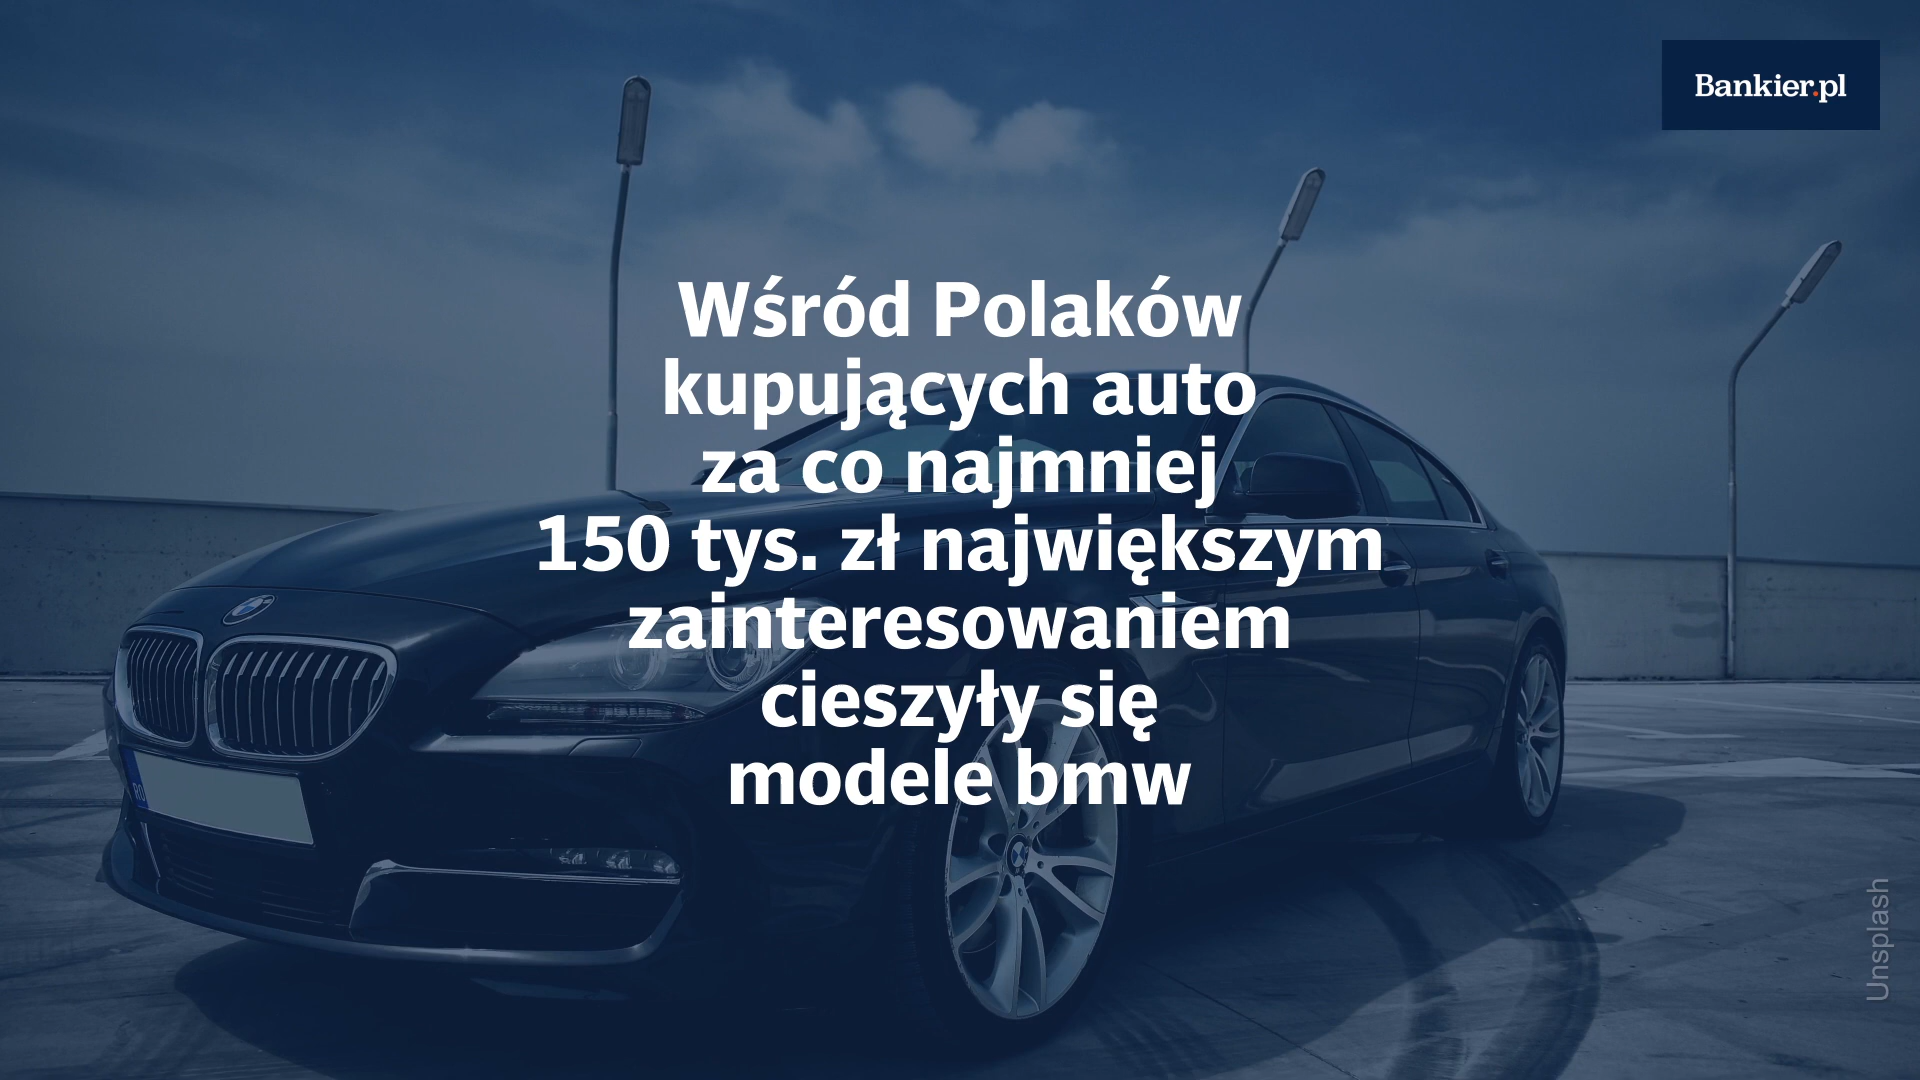 Bankier.pl
Wśród Polaków
kupujących auto
za co najmniej
150 tys. zł największym
zainteresowaniem
cieszyły się
modele bmw
RO
Unsplash